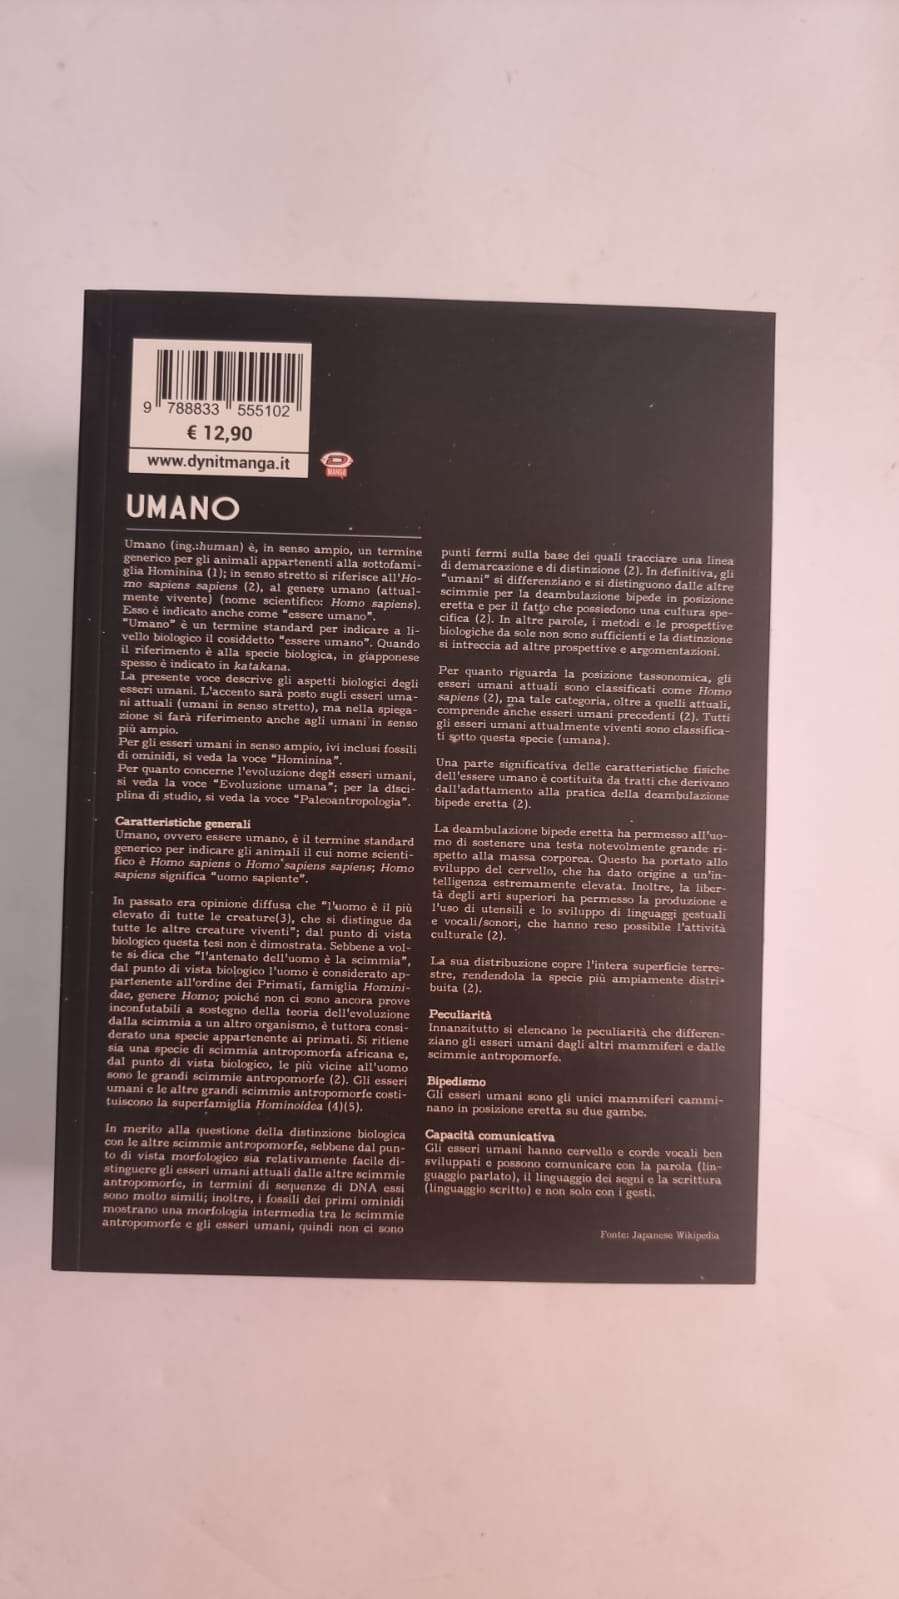 9 788833 555102
€ 12,90
www.dynitmanga.it
D
MANGA
UMANO
Umano (ing.:human) è, in senso ampio, un termine
generico per gli animali appartenenti alla sottofami-
glia Hominina (1); in senso stretto si riferisce all'Ho-
mo sapiens sapiens (2), al genere umano (attual-
mente vivente) (nome scientifico: Homo sapiens).
Esso è indicato anche come "essere umano".
"Umano" è un termine standard per indicare a li-
vello biologico il cosiddetto "essere umano". Quando
il riferimento è alla specie biologica, in giapponese
spesso è indicato in katakana.
La presente voce descrive gli aspetti biologici degli
esseri umani. L'accento sarà posto sugli esseri uma-
ni attuali (umani in senso stretto), ma nella spiega-
zione si farà riferimento anche agli umani in senso
più ampio.
Per gli esseri umani in senso ampio, ivi inclusi fossili
di ominidi, si veda la voce "Hominina".
Per quanto concerne l'evoluzione degli esseri umani,
si veda la voce "Evoluzione umana"; per la disci-
plina di studio, si veda la voce "Paleoantropologia".
Caratteristiche generali
Umano, ovvero essere umano, è il termine standard
generico per indicare gli animali il cui nome scienti-
fico è Homo sapiens o Homo sapiens sapiens; Homo
sapiens significa "uomo sapiente".
In passato era opinione diffusa che "l'uomo è il più
elevato di tutte le creature(3), che si distingue da
tutte le altre creature viventi"; dal punto di vista
biologico questa tesi non è dimostrata. Sebbene a vol-
te si dica che "l'antenato dell'uomo è la scimmia",
dal punto di vista biologico l'uomo è considerato ap-
partenente all'ordine dei Primati, famiglia Homini-
dae, genere Homo; poiché non ci sono ancora prove
inconfutabili a sostegno della teoria dell'evoluzione
dalla scimmia a un altro organismo, è tuttora consi-
derato una specie appartenente ai primati. Si ritiene
sia una specie di scimmia antropomorfa africana e,
dal punto di vista biologico, le più vicine all'uomo
sono le grandi scimmie antropomorfe (2). Gli esseri
umani e le altre grandi scimmie antropomorfe costi-
tuiscono la superfamiglia Hominoidea (4)(5).
In merito alla questione della distinzione biologica
con le altre scimmie antropomorfe, sebbene dal pun-
to di vista morfologico sia relativamente facile di-
stinguere gli esseri umani attuali dalle altre scimmie
antropomorfe, in termini di sequenze di DNA essi
sono molto simili; inoltre, i fossili dei primi ominidi
mostrano una morfologia intermedia tra le scimmie
antropomorfe e gli esseri umani, quindi non ci sono
punti fermi sulla base dei quali tracciare una linea
di demarcazione e di distinzione (2). In definitiva, gli
"umani" si differenziano e si distinguono dalle altre
scimmie per la deambulazione bipede in posizione
eretta e per il fatto che possiedono una cultura spe-
cifica (2). In altre parole, i metodi e le prospettive
biologiche da sole non sono sufficienti e la distinzione
si intreccia ad altre prospettive e argomentazioni.
Per quanto riguarda la posizione tassonomica, gli
esseri umani attuali sono classificati come Homo
sapiens (2), ma tale categoria, oltre a quelli attuali,
comprende anche esseri umani precedenti (2). Tutti
gli esseri umani attualmente viventi sono classifica-
ti sotto questa specie (umana).
Una parte significativa delle caratteristiche fisiche
dell'essere umano è costituita da tratti che derivano
dall'adattamento alla pratica della deambulazione
bipede eretta (2).
La deambulazione bipede eretta ha permesso all'uo-
mo di sostenere una testa notevolmente grande ri-
spetto alla massa corporea. Questo ha portato allo
sviluppo del cervello, che ha dato origine a un'in-
telligenza estremamente elevata. Inoltre, la liber-
tà degli arti superiori ha permesso la produzione e
l'uso di utensili e lo sviluppo di linguaggi gestuali
e vocali/sonori, che hanno reso possibile l'attività
culturale (2).
La sua distribuzione copre l'intera superficie terre-
stre, rendendola la specie più ampiamente distri-
buita (2).
Peculiarità
Innanzitutto si elencano le peculiarità che differen-
ziano gli esseri umani dagli altri mammiferi e dalle
scimmie antropomorfe.
Bipedismo
Gli esseri umani sono gli unici mammiferi cammi-
nano in posizione eretta su due gambe.
Capacità comunicativa
Gli esseri umani hanno cervello e corde vocali ben
sviluppati e possono comunicare con la parola (lin-
guaggio parlato), il linguaggio dei segni e la scrittura
(linguaggio scritto) e non solo con i gesti.
Fonte: Japanese Wikipedia